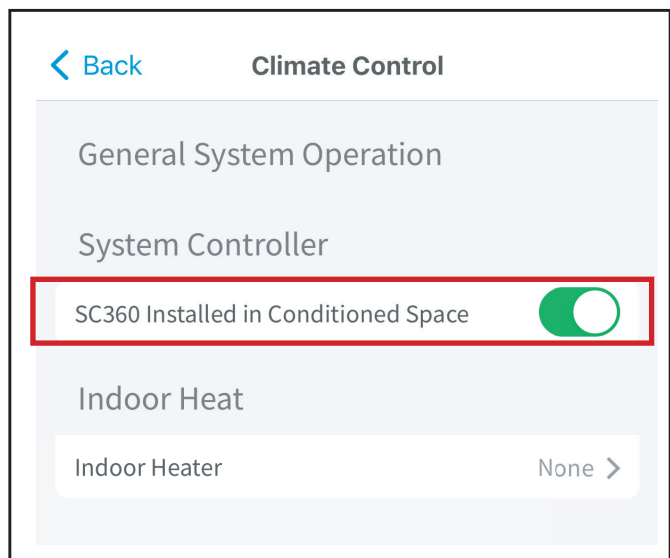 Back
Climate Control
General System Operation
System Controller
SC360 Installed in Conditioned Space
Indoor Heat
Indoor Heater
None